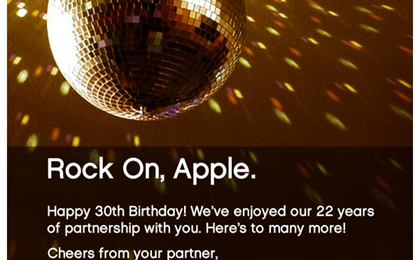 Rock On, Apple.
Happy 30th Birthday! We've enjoyed our 22 years
of partnership with you. Here's to many more!
Cheers from your partner,